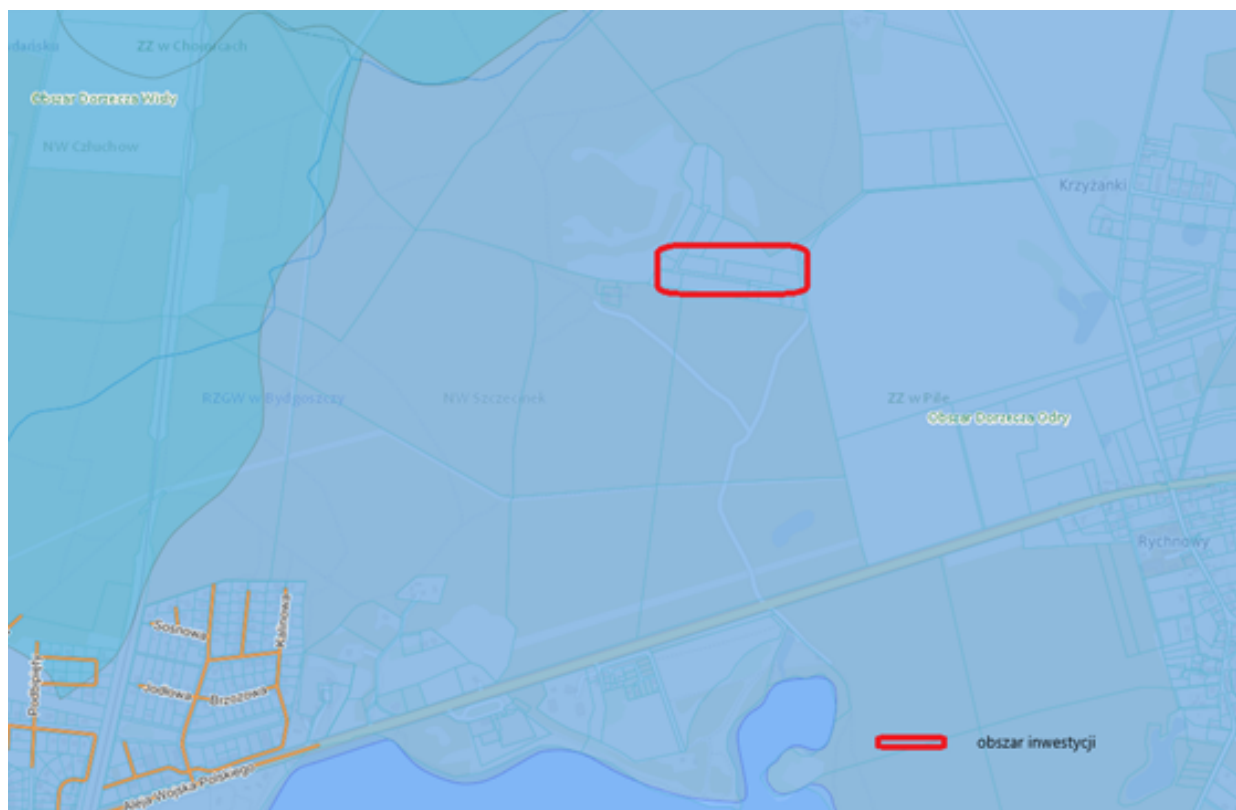 ZZ w Chojnicach
Obszar Dorzecza Wisły
NW Człuchów
Krzyżanki
RZGW w Bydgoszczy
NW Szczecinek
ZZ w Pile
Obszar Dorzecza Odry
Rychnowy
Sosnowa
Kalinowa
Jodłowa
Brzozowa
Podbipięty
Aleja Wojska Polskiego
obszar inwestycji